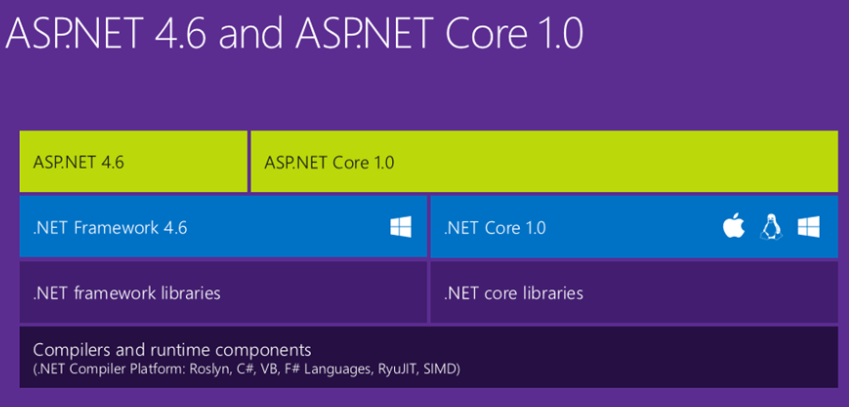 ASP.NET 4.6 and ASP.NET Core 1.0
ASP.NET 4.6
ASP.NET Core 1.0
.NET Framework 4.6
.NET Core 1.0
.NET framework libraries
.NET core libraries
Compilers and runtime components
(.NET Compiler Platform: Roslyn, C#, VB, F# Languages, RyuJIT, SIMD)